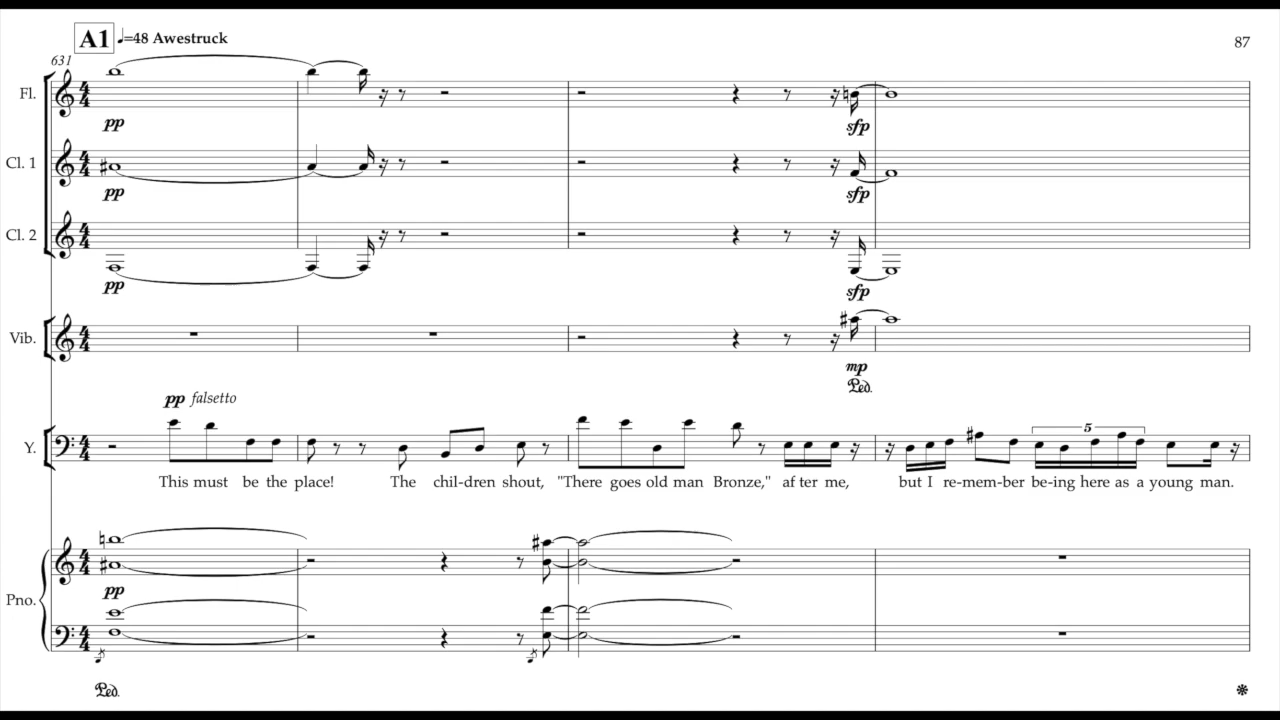 A1 ♩=48 Awestruck
87
631
Fl.
pp
sfp
Cl. 1
pp
sfp
Cl. 2
pp
sfp
Vib.
mp
Ped.
pp falsetto
Y.
5
This must be the place! The chil-dren shout, "There goes old man Bronze," af ter me, but I re-mem-ber be-ing here as a young man.
Pno.
pp
Ped.